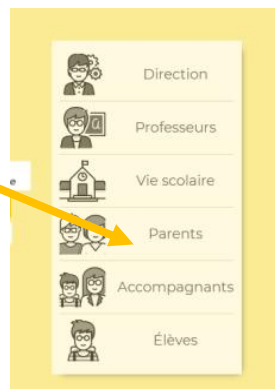 Direction
Professeurs
Vie scolaire
Parents
Accompagnants
Élèves